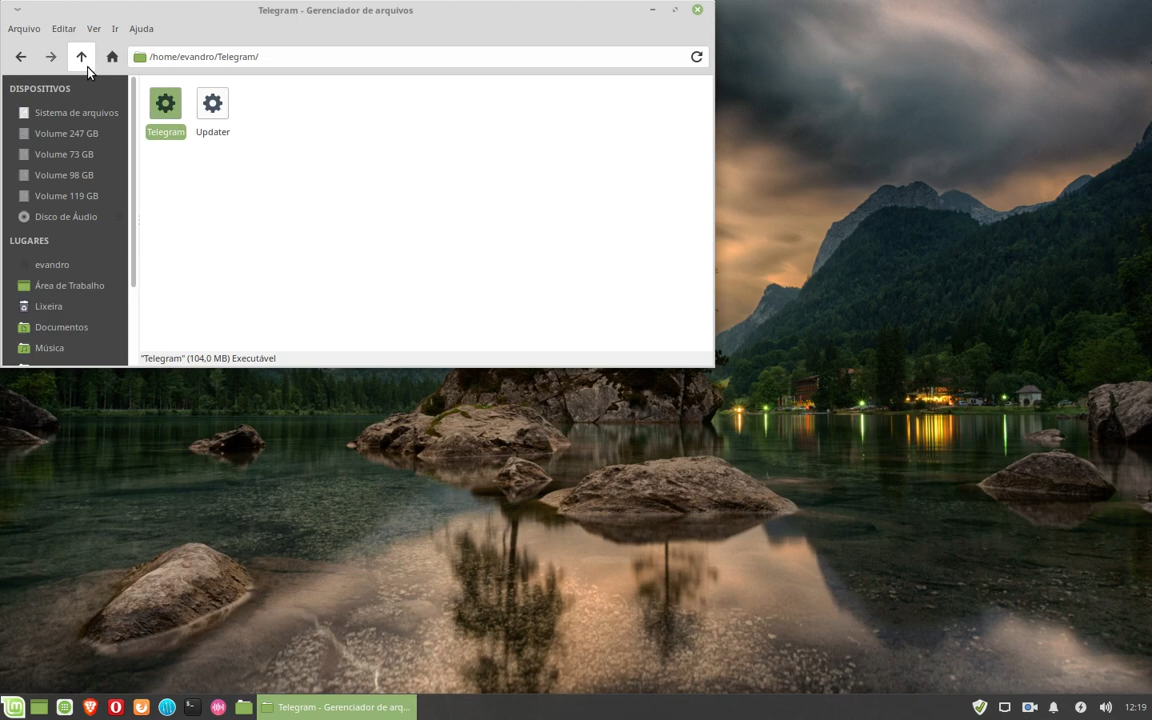 Telegram - Gerenciador de arquivos
Arquivo Editar Ver Ir Ajuda
/home/evandro/Telegram/
DISPOSITIVOS
Sistema de arquivos
Volume 247 GB
Volume 73 GB
Volume 98 GB
Volume 119 GB
Disco de Áudio
LUGARES
evandro
Área de Trabalho
Lixeira
Documentos
Música
Telegram
Updater
"Telegram" (104,0 MB) Executável
Telegram - Gerenciador de arq...
12:19